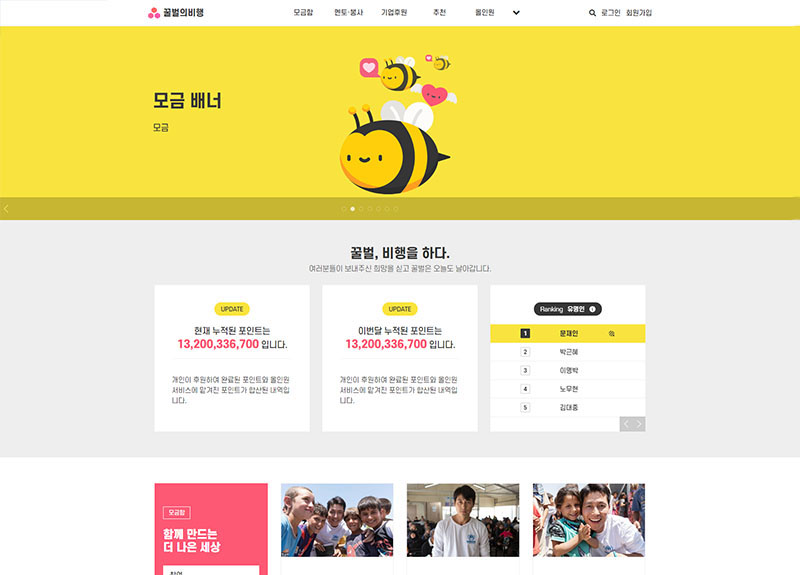 꿀벌의비행
모금함 멘토·봉사 기업후원 추천 올인원
로그인 회원가입
모금 배너
모금
꿀벌, 비행을 하다.
여러분들이 보내주신 희망을 싣고 꿀벌은 오늘도 날아갑니다.
UPDATE
현재 누적된 포인트는
13,200,336,700 입니다.
개인이 후원하여 완료된 포인트와 올인원
서비스에 맡겨진 포인트가 합산된 내역입
니다.
UPDATE
이번달 누적된 포인트는
13,200,336,700 입니다.
개인이 후원하여 완료된 포인트와 올인원
서비스에 맡겨진 포인트가 합산된 내역입
니다.
Ranking 유명인
1 문재인
2 박근혜
3 이명박
4 노무현
5 김대중
모금함
함께 만드는
더 나은 세상
참여